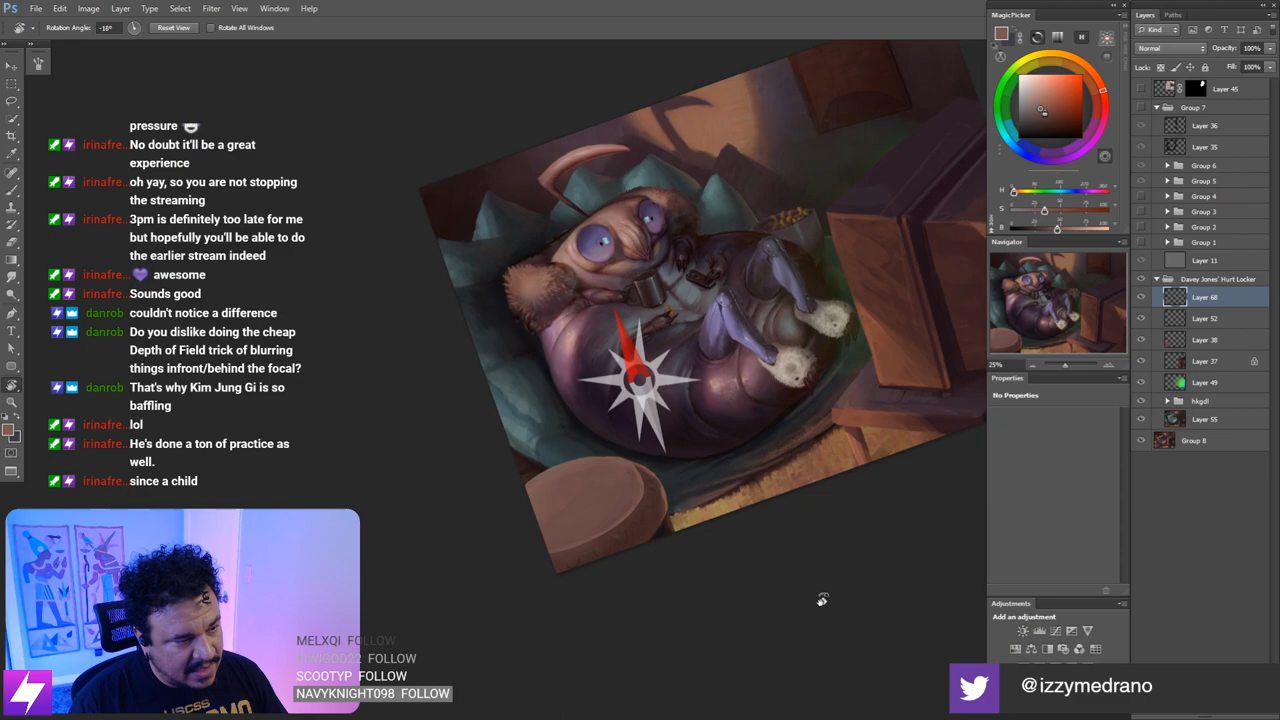 Ps File Edit Image Layer Type Select Filter View Window Help
Rotation Angle: -18° Reset View Rotate All Windows
pressure
irinafre.. No doubt it'll be a great
experience
irinafre.. oh yay, so you are not stopping
the streaming
irinafre.. 3pm is definitely too late for me
but hopefully you'll be able to do
the earlier stream indeed
irinafre.. awesome
irinafre.. Sounds good
danrob couldn't notice a difference
danrob Do you dislike doing the cheap
Depth of Field trick of blurring
things infront/behind the focal?
danrob That's why Kim Jung Gi is so
baffling
irinafre.. lol
irinafre.. He's done a ton of practice as
well.
irinafre.. since a child
MELXQI FOLLOW
FOLLOW
SCOOTYP FOLLOW
NAVYKNIGHT098 FOLLOW
USCSS
MagicPicker
H
H
S
B
Navigator
25%
Properties
No Properties
Adjustments
Add an adjustment
Layers Paths
Kind
Normal Opacity: 100%
Lock: Fill: 100%
Layer 45
Group 7
Layer 36
Layer 35
Group 6
Group 5
Group 4
Group 3
Group 2
Group 1
Layer 11
Davey Jones' Hurt Locker
Layer 68
Layer 52
Layer 38
Layer 37
Layer 49
hkgdl
Layer 55
Group 8
@izzymedrano